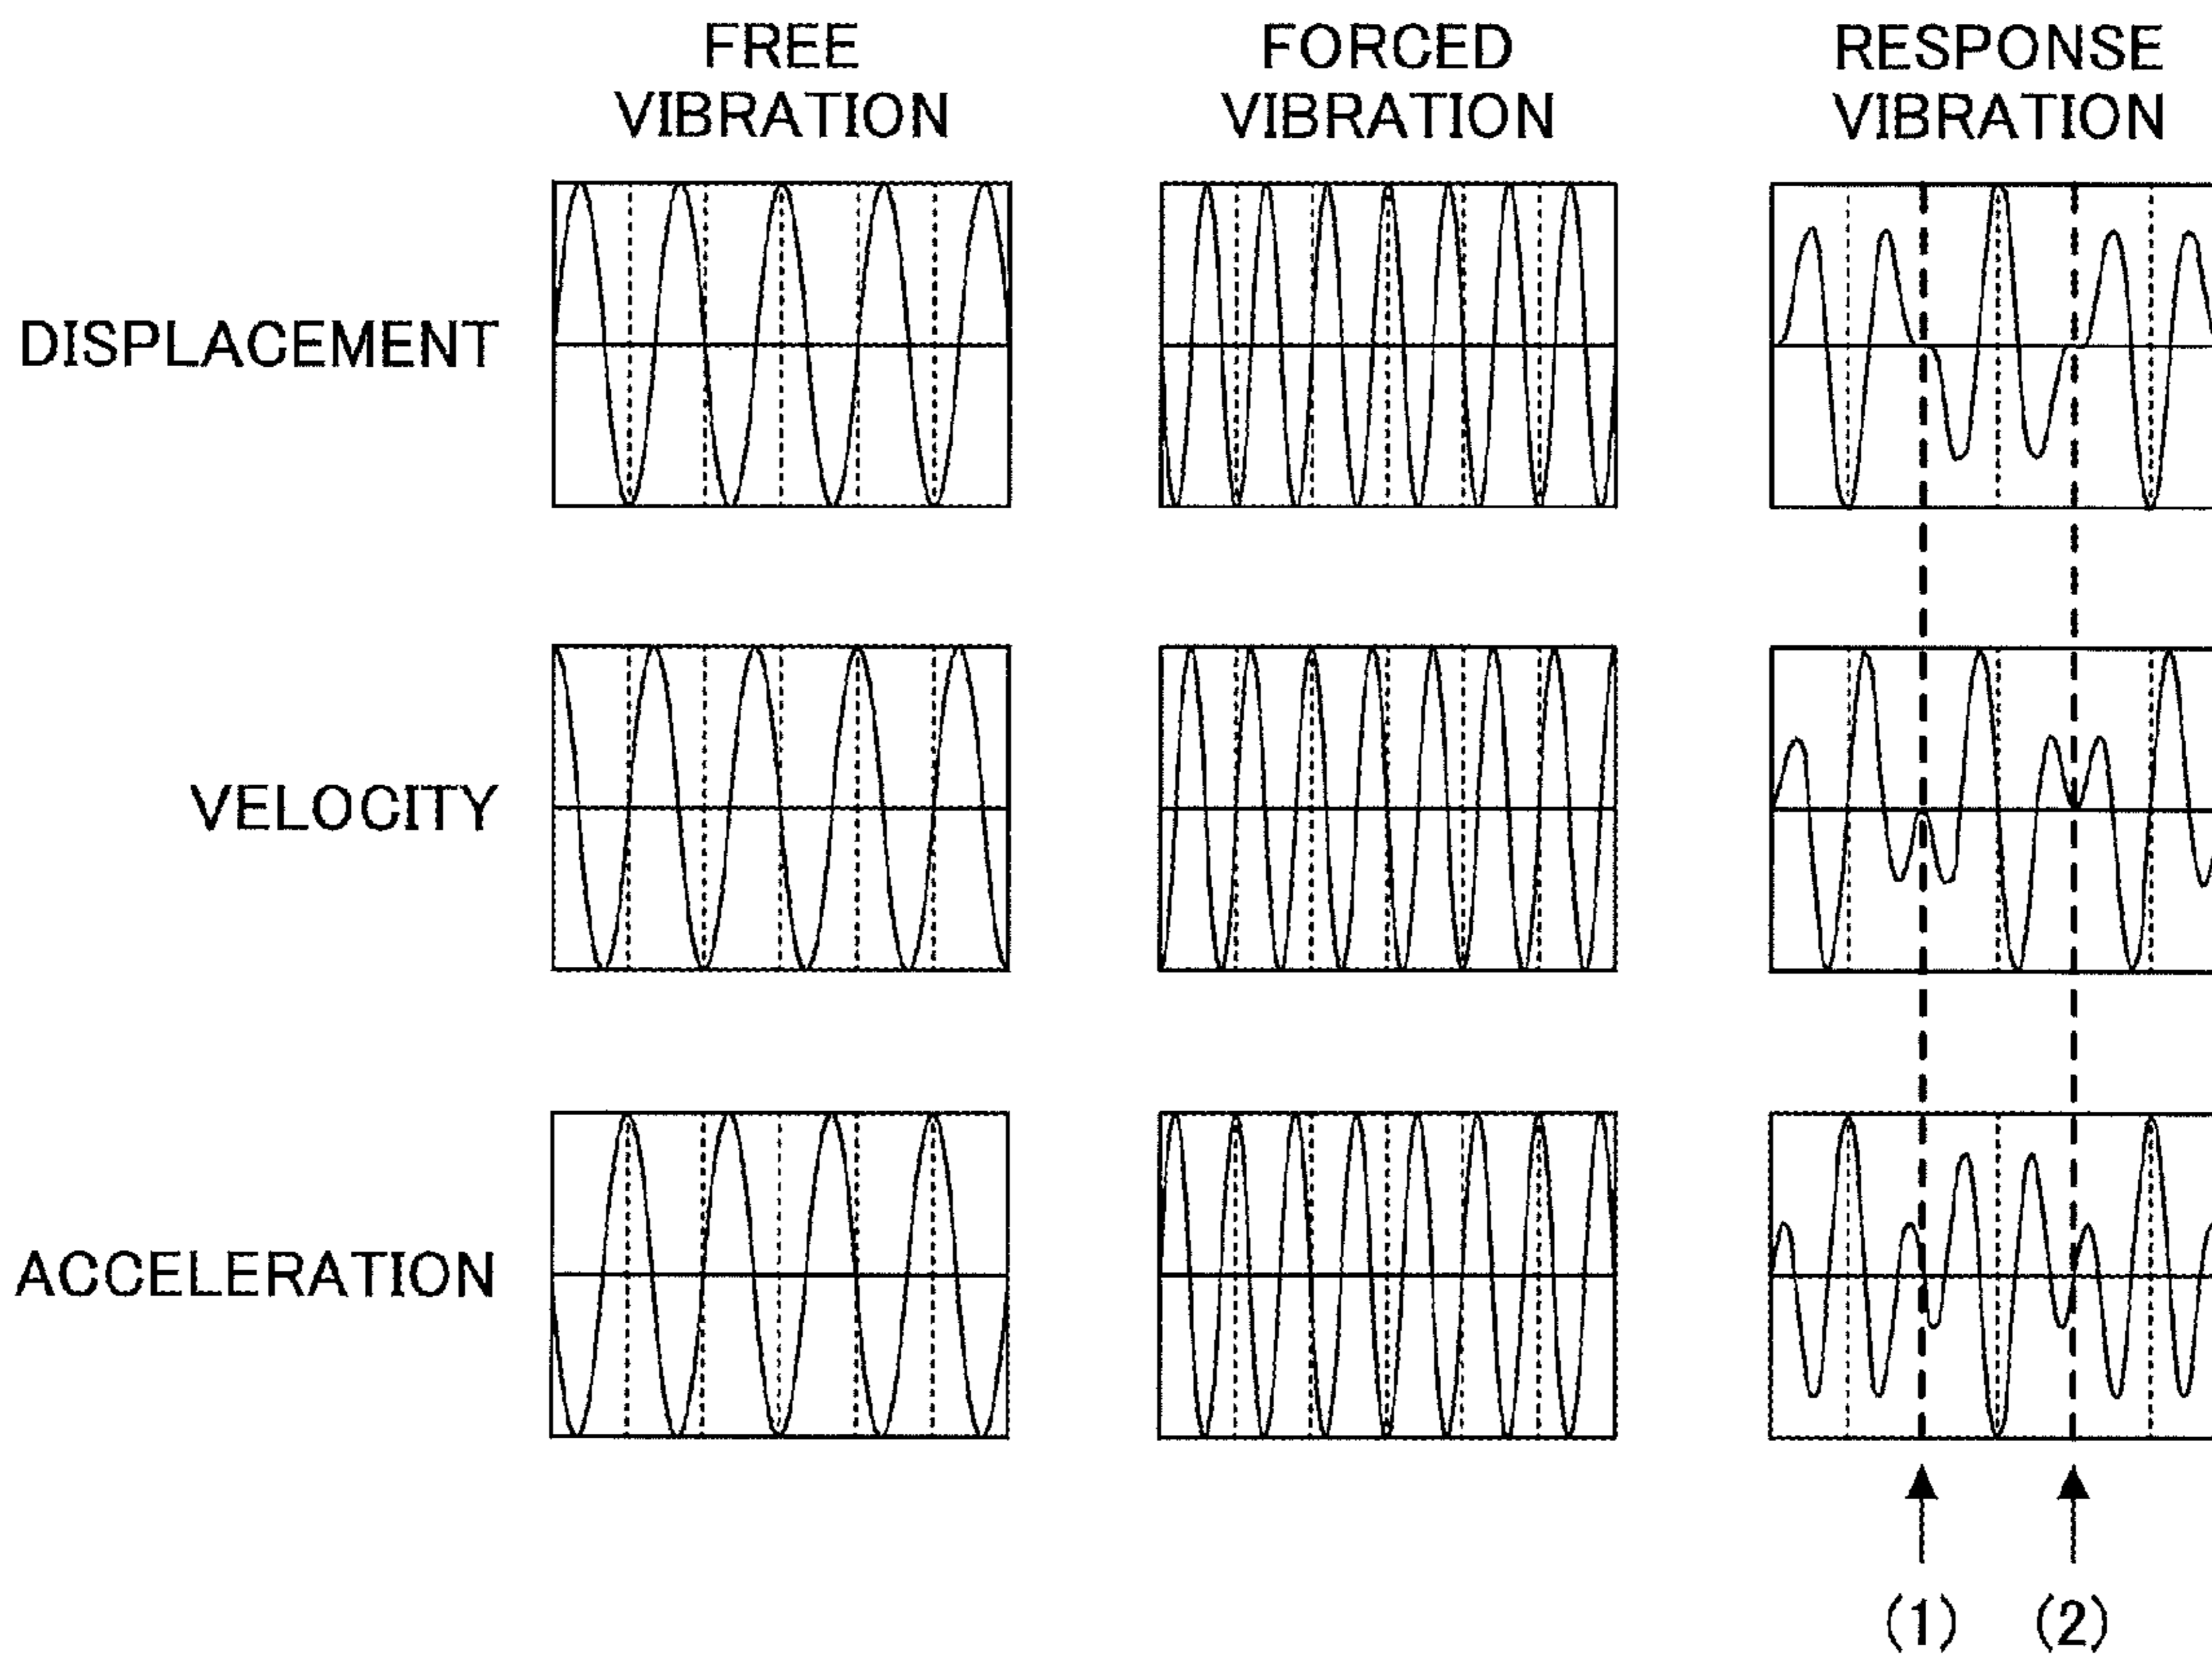 FREE
VIBRATION
FORCED
VIBRATION
RESPONSE
VIBRATION
DISPLACEMENT
VELOCITY
ACCELERATION
(1)
(2)